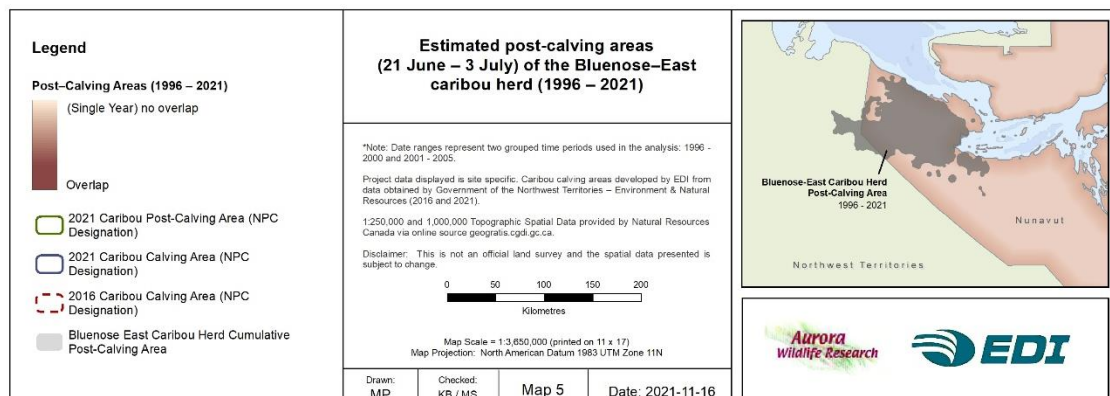 Legend
Post–Calving Areas (1996 – 2021)
(Single Year) no overlap
Overlap
2021 Caribou Post-Calving Area (NPC
Designation)
2021 Caribou Calving Area (NPC
Designation)
2016 Caribou Calving Area (NPC
Designation)
Bluenose East Caribou Herd Cumulative
Post-Calving Area
Estimated post-calving areas
(21 June – 3 July) of the Bluenose–East
caribou herd (1996 – 2021)
*Note: Date ranges represent two grouped time periods used in the analysis: 1996 -
2000 and 2001 - 2005.
Project data displayed is site specific. Caribou calving areas developed by EDI from
data obtained by Government of the Northwest Territories – Environment & Natural
Resources (2016 and 2021).
1:250,000 and 1,000,000 Topographic Spatial Data provided by Natural Resources
Canada via online source geogratis.cgdi.gc.ca.
Disclaimer: This is not an official land survey and the spatial data presented is
subject to change.
0 50 100 150 200
Kilometres
Map Scale = 1:3,650,000 (printed on 11 x 17)
Map Projection: North American Datum 1983 UTM Zone 11N
Drawn:
MP
Checked:
KB / MS
Map 5
Date: 2021-11-16
Bluenose-East Caribou Herd
Post-Calving Area
1996 - 2021
Nunavut
Northwest Territories
Aurora
Wildlife Research
EDI